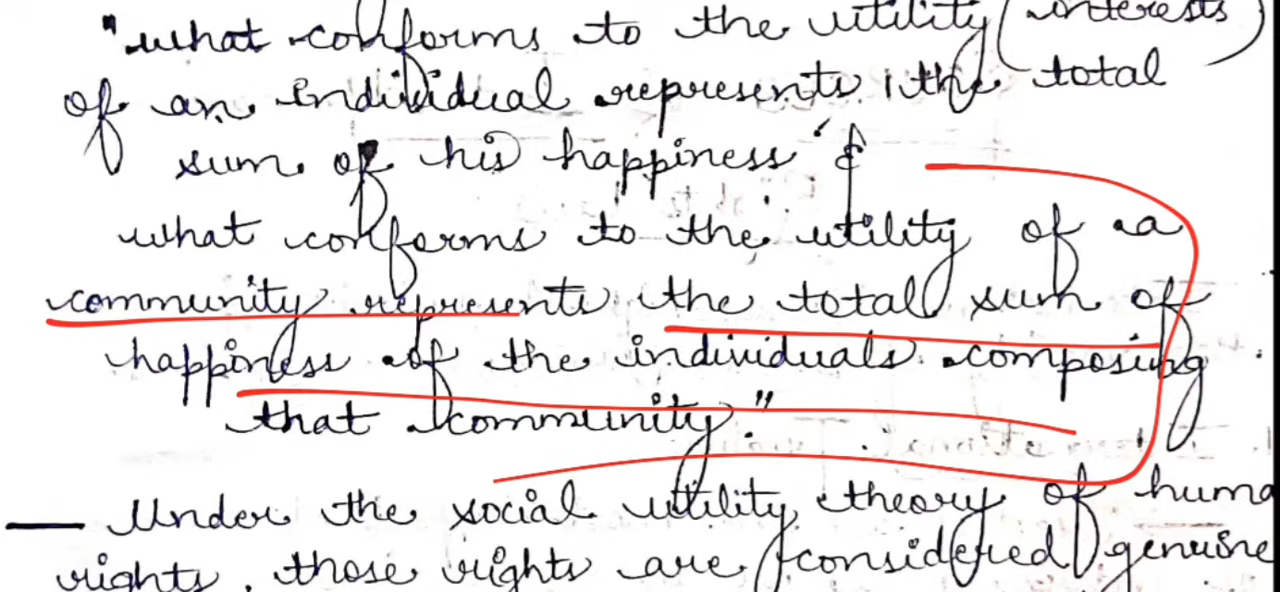 "what conforms to the utility (interests)
of an individual represents the total
sum of his happiness" &
what conforms to the utility of a
community represents the total sum of
happiness of the individuals composing
that community."
— Under the social utility theory of huma
rights, those rights are considered genuine